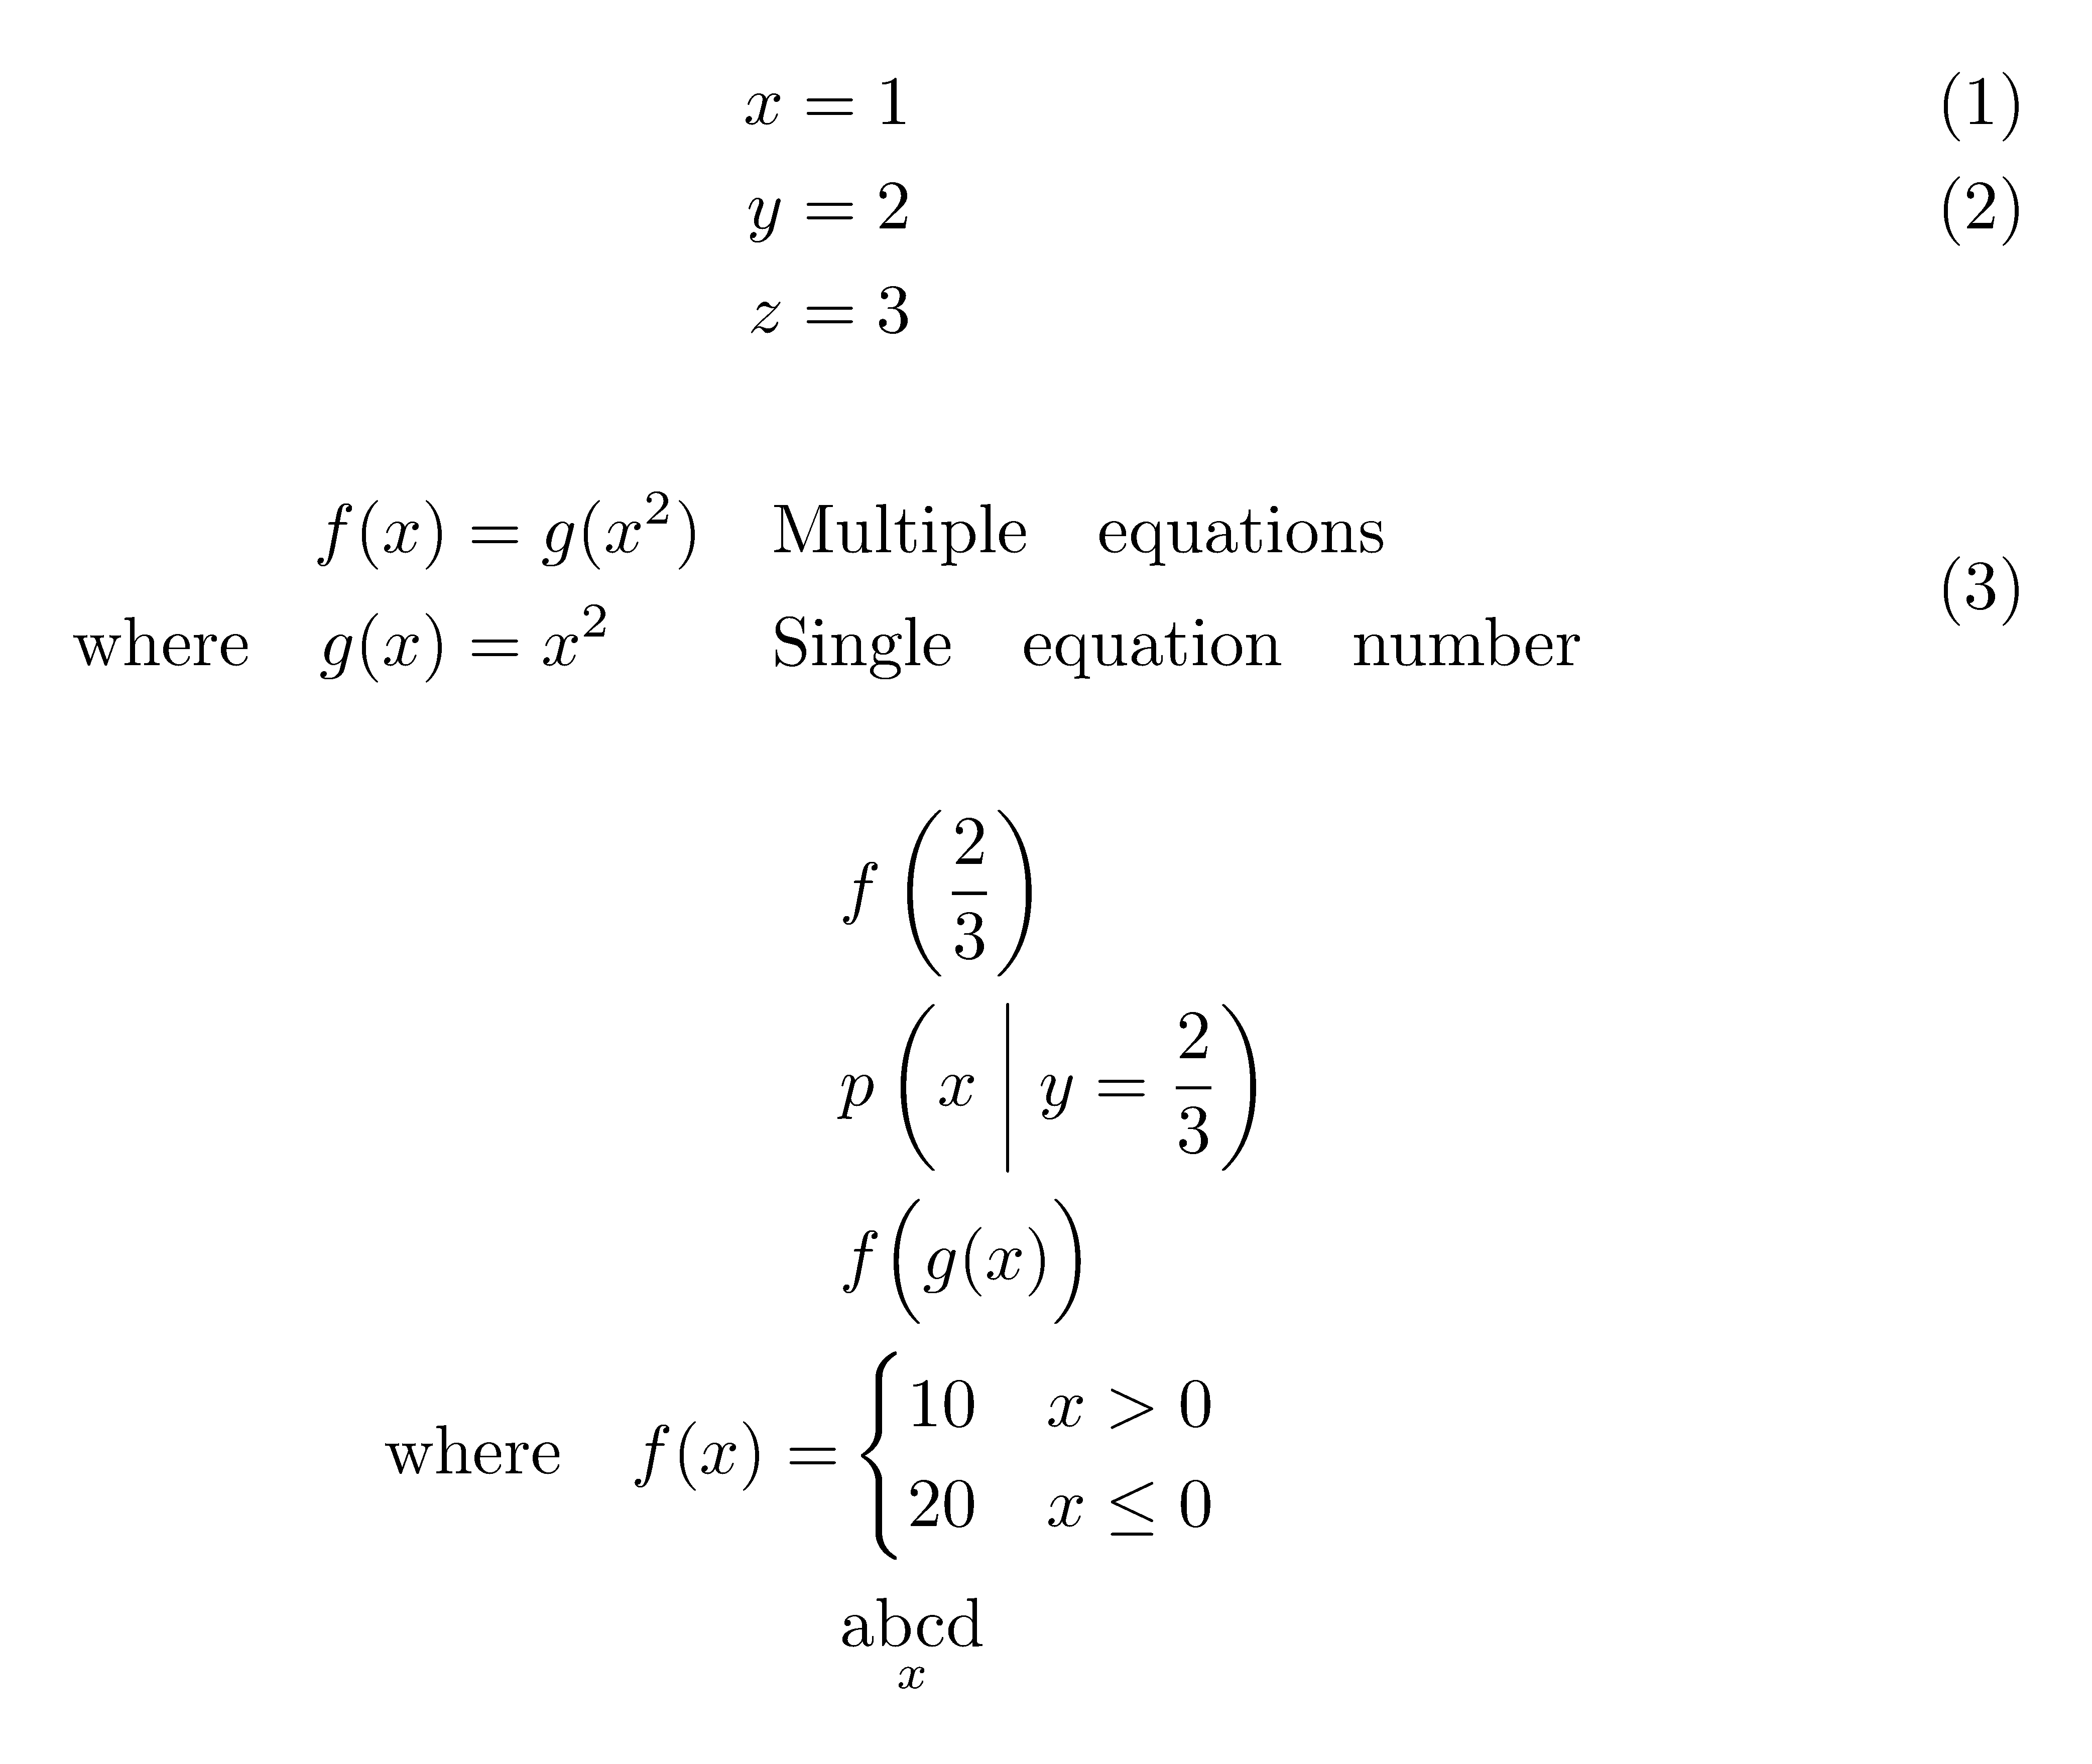 x = 1 (1)
y = 2 (2)
z = 3
f(x) = g(x²) Multiple equations
(3)
where g(x) = x² Single equation number
f(2/3)
p(x | y = 2/3)
f(g(x))
where f(x) = { 10 x > 0
20 x ≤ 0
abcd
x